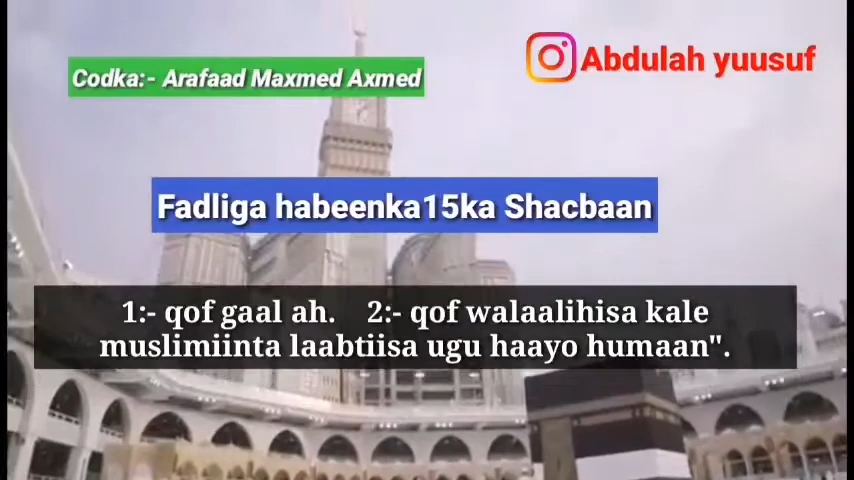 Codka:- Arafaad Maxmed Axmed
Abdulah yuusuf
Fadliga habeenka15ka Shacbaan
1:- qof gaal ah. 2:- qof walaalihisa kale
muslimiinta laabtiisa ugu haayo humaan".